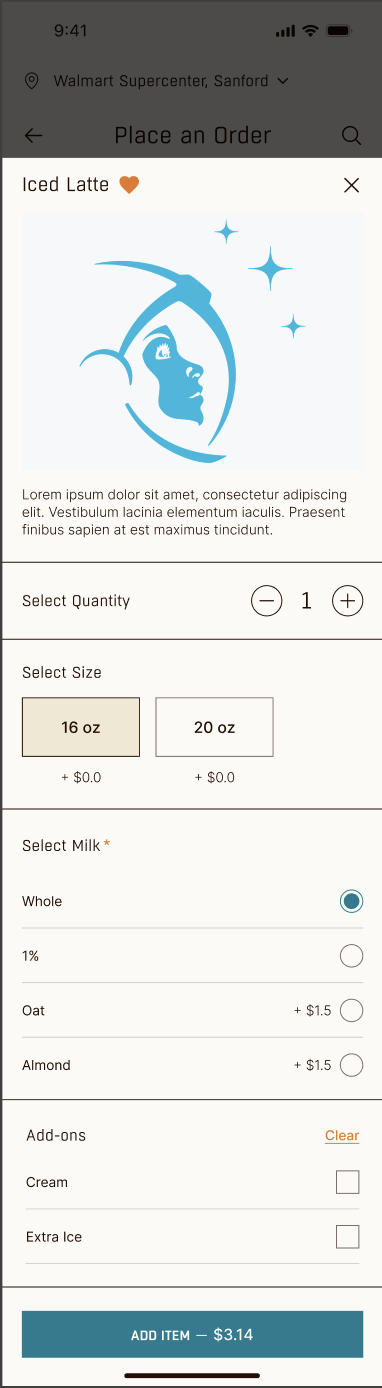 9:41
Walmart Supercenter, Sanford
Place an Order
Iced Latte
Lorem ipsum dolor sit amet, consectetur adipiscing
elit. Vestibulum lacinia elementum iaculis. Praesent
finibus sapien at est maximus tincidunt.
Select Quantity 1
Select Size
16 oz 20 oz
+ $0.0 + $0.0
Select Milk *
Whole
1%
Oat + $1.5
Almond + $1.5
Add-ons Clear
Cream
Extra Ice
ADD ITEM — $3.14